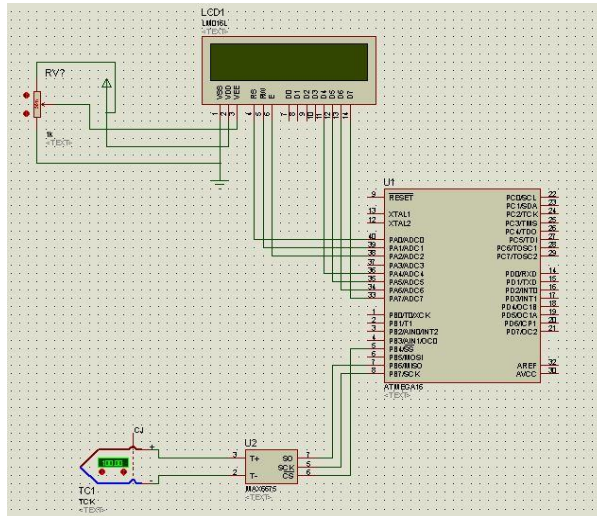 LCD1
LM016L
<TEXT>
RV?
1k
<TEXT>
VSS VDD VEE RS RW E D0 D1 D2 D3 D4 D5 D6 D7
1 2 3 4 5 6 7 8 9 10 11 12 13 14
U1
9 RESET PC0/SCL 22
PC1/SDA 23
13 XTAL1 PC2/TCK 24
12 XTAL2 PC3/TMS 25
PC4/TDO 26
40 PA0/ADC0 PC5/TDI 27
39 PA1/ADC1 PC6/TOSC1 28
38 PA2/ADC2 PC7/TOSC2 29
37 PA3/ADC3
36 PA4/ADC4 PD0/RXD 14
35 PA5/ADC5 PD1/TXD 15
34 PA6/ADC6 PD2/INT0 16
33 PA7/ADC7 PD3/INT1 17
PD4/OC1B 18
1 PB0/T0/XCK PD5/OC1A 19
2 PB1/T1 PD6/ICP1 20
3 PB2/AIN0/INT2 PD7/OC2 21
4 PB3/AIN1/OC0
5 PB4/SS
6 PB5/MOSI
7 PB6/MISO AREF 32
8 PB7/SCK AVCC 30
ATMEGA16
<TEXT>
CJ
+
-
TC1
TCK
<TEXT>
U2
3 T+ SO 7
SCK 5
2 T- CS 6
MAX6675
<TEXT>